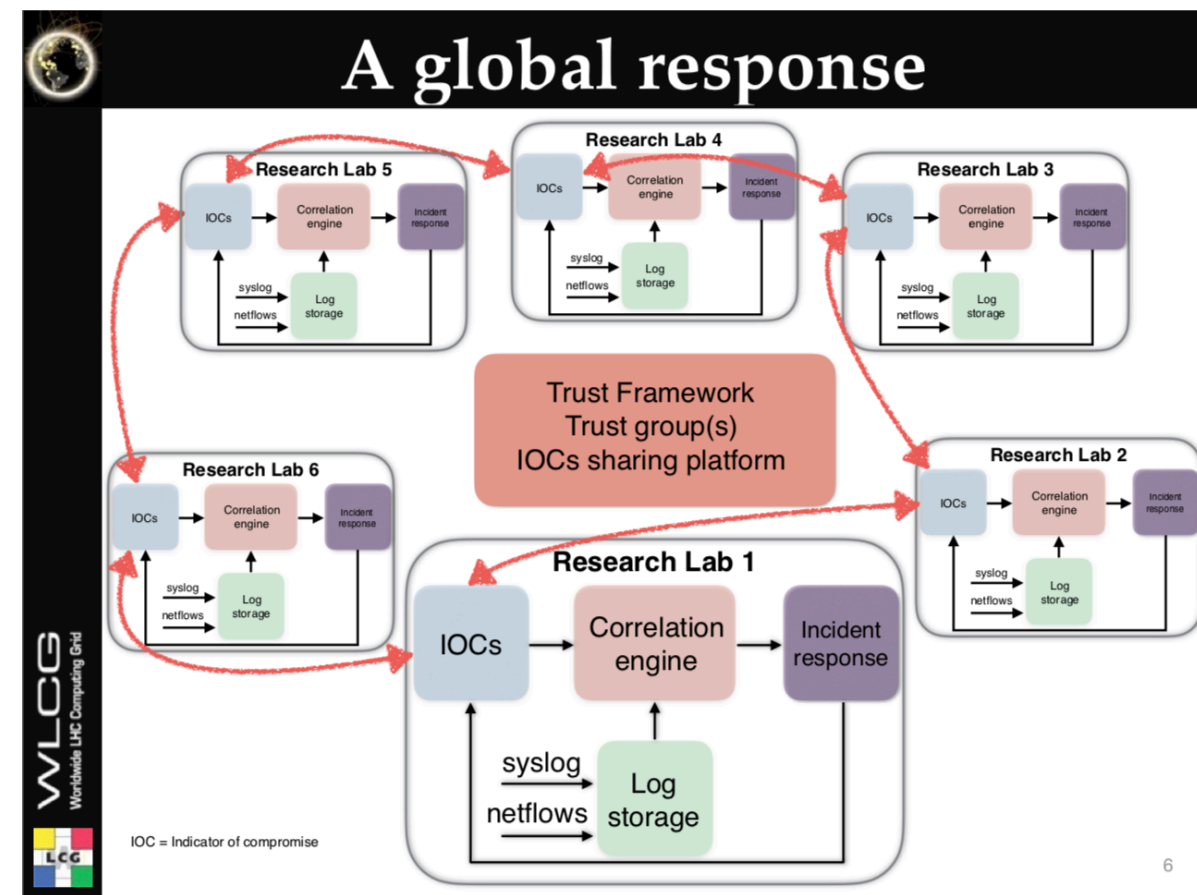 A global response
Research Lab 5
IOCs
Correlation
engine
Incident
response
syslog
netflows
Log
storage
Research Lab 4
IOCs
Correlation
engine
Incident
response
syslog
netflows
Log
storage
Research Lab 3
IOCs
Correlation
engine
Incident
response
syslog
netflows
Log
storage
Trust Framework
Trust group(s)
IOCs sharing platform
Research Lab 6
IOCs
Correlation
engine
Incident
response
syslog
netflows
Log
storage
Research Lab 2
IOCs
Correlation
engine
Incident
response
syslog
netflows
Log
storage
Research Lab 1
IOCs
Correlation
engine
Incident
response
syslog
netflows
Log
storage
WLCG
Worldwide LHC Computing Grid
LCG
IOC = Indicator of compromise
6